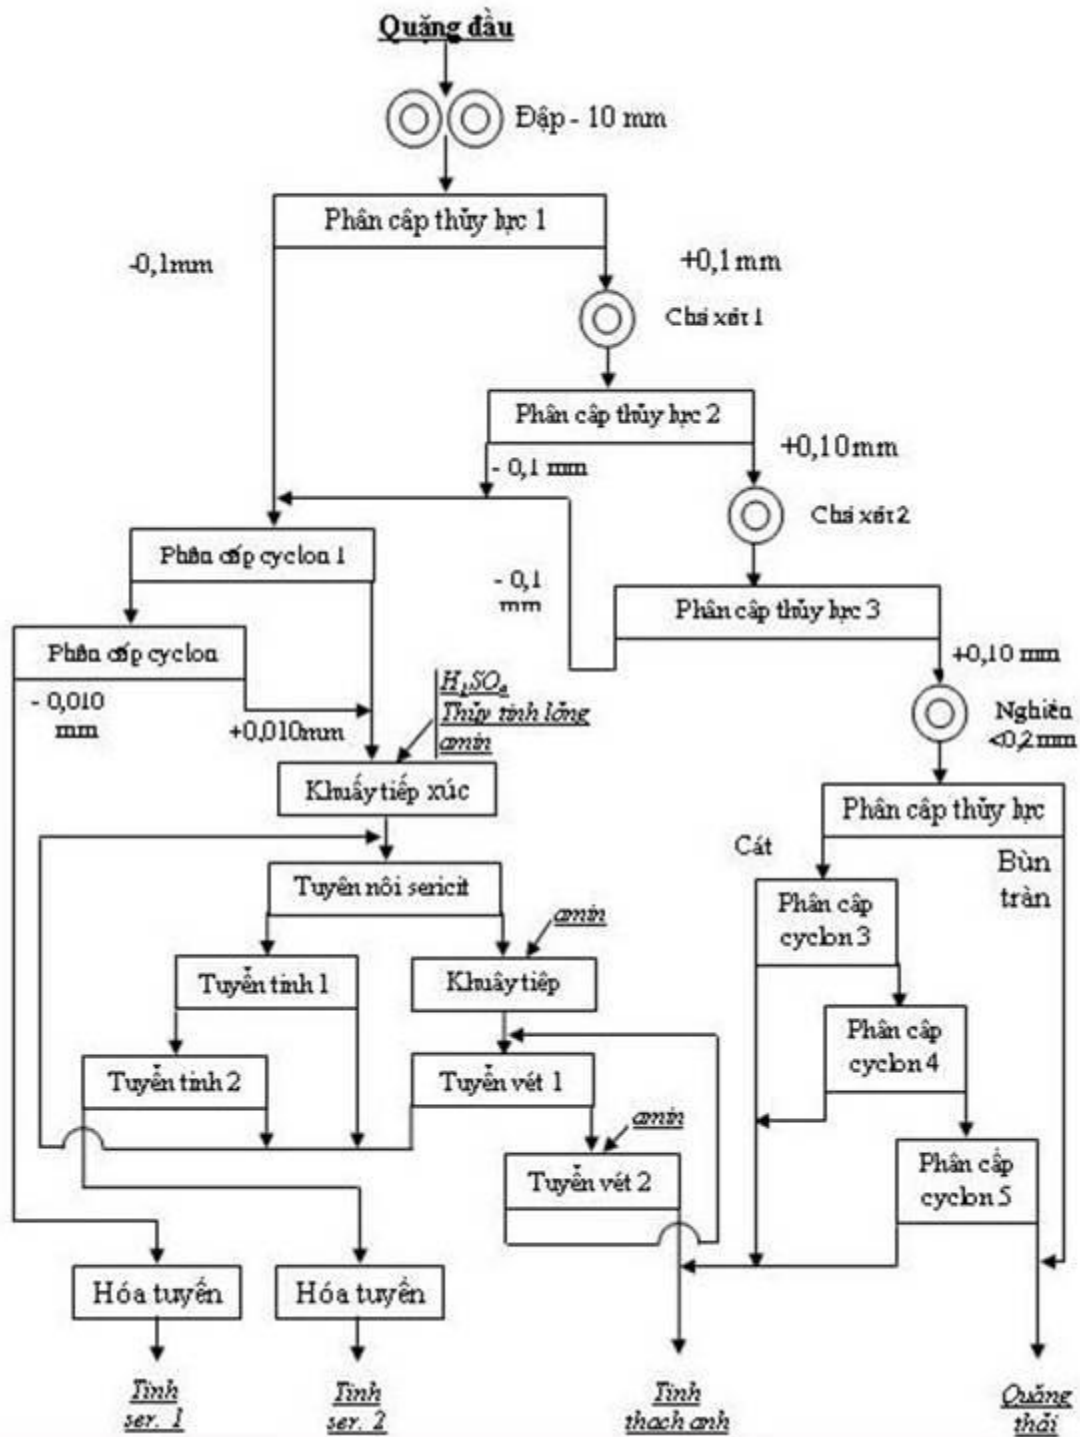 Quặng đầu
Đập - 10 mm
Phân cấp thủy lực 1
-0,1mm
+0,1mm
Chà xát 1
Phân cấp thủy lực 2
+0,10mm
- 0,1 mm
Chà xát 2
Phân cấp cyclon 1
- 0,1
mm
Phân cấp thủy lực 3
Phân cấp cyclon
+0,10 mm
- 0,010
mm
+0,010mm
H₂SO₄
Thủy tinh lỏng
amin
Nghiền
<0,2mm
Khuấy tiếp xúc
Phân cấp thủy lực
Cát
Bùn
tràn
Tuyển nổi sericit
Phân cấp
cyclon 3
amin
Tuyển tinh 1
Khuấy tiếp
Phân cấp
cyclon 4
Tuyển tinh 2
Tuyển vét 1
amin
Phân cấp
cyclon 5
Tuyển vét 2
Hóa tuyển
Hóa tuyển
Tinh
ser. 1
Tinh
ser. 2
Tinh
thạch anh
Quặng
thải